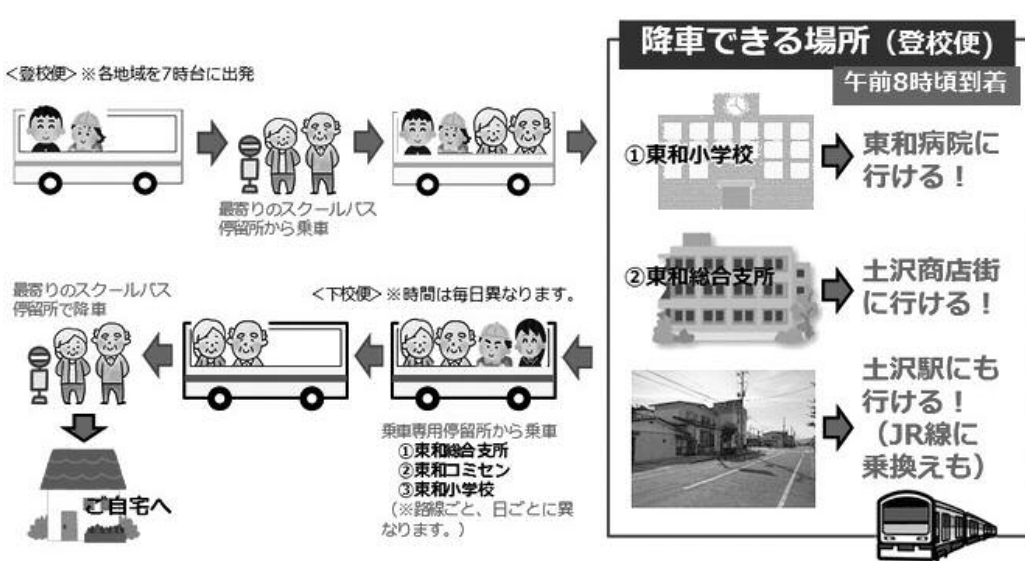 <登校便>※各地域を7時台に出発
最寄りのスクールバス
停留所から乗車
降車できる場所(登校便)
午前8時頃到着
①東和小学校
東和病院に
行ける!
②東和総合支所
土沢商店街
に行ける!
土沢駅にも
行ける!
(JR線に
乗換えも)
<下校便>※時間は毎日異なります。
乗車専用停留所から乗車
①東和総合支所
②東和コミセン
③東和小学校
(※路線ごと、日ごとに異
なります。)
最寄りのスクールバス
停留所で降車
ご自宅へ